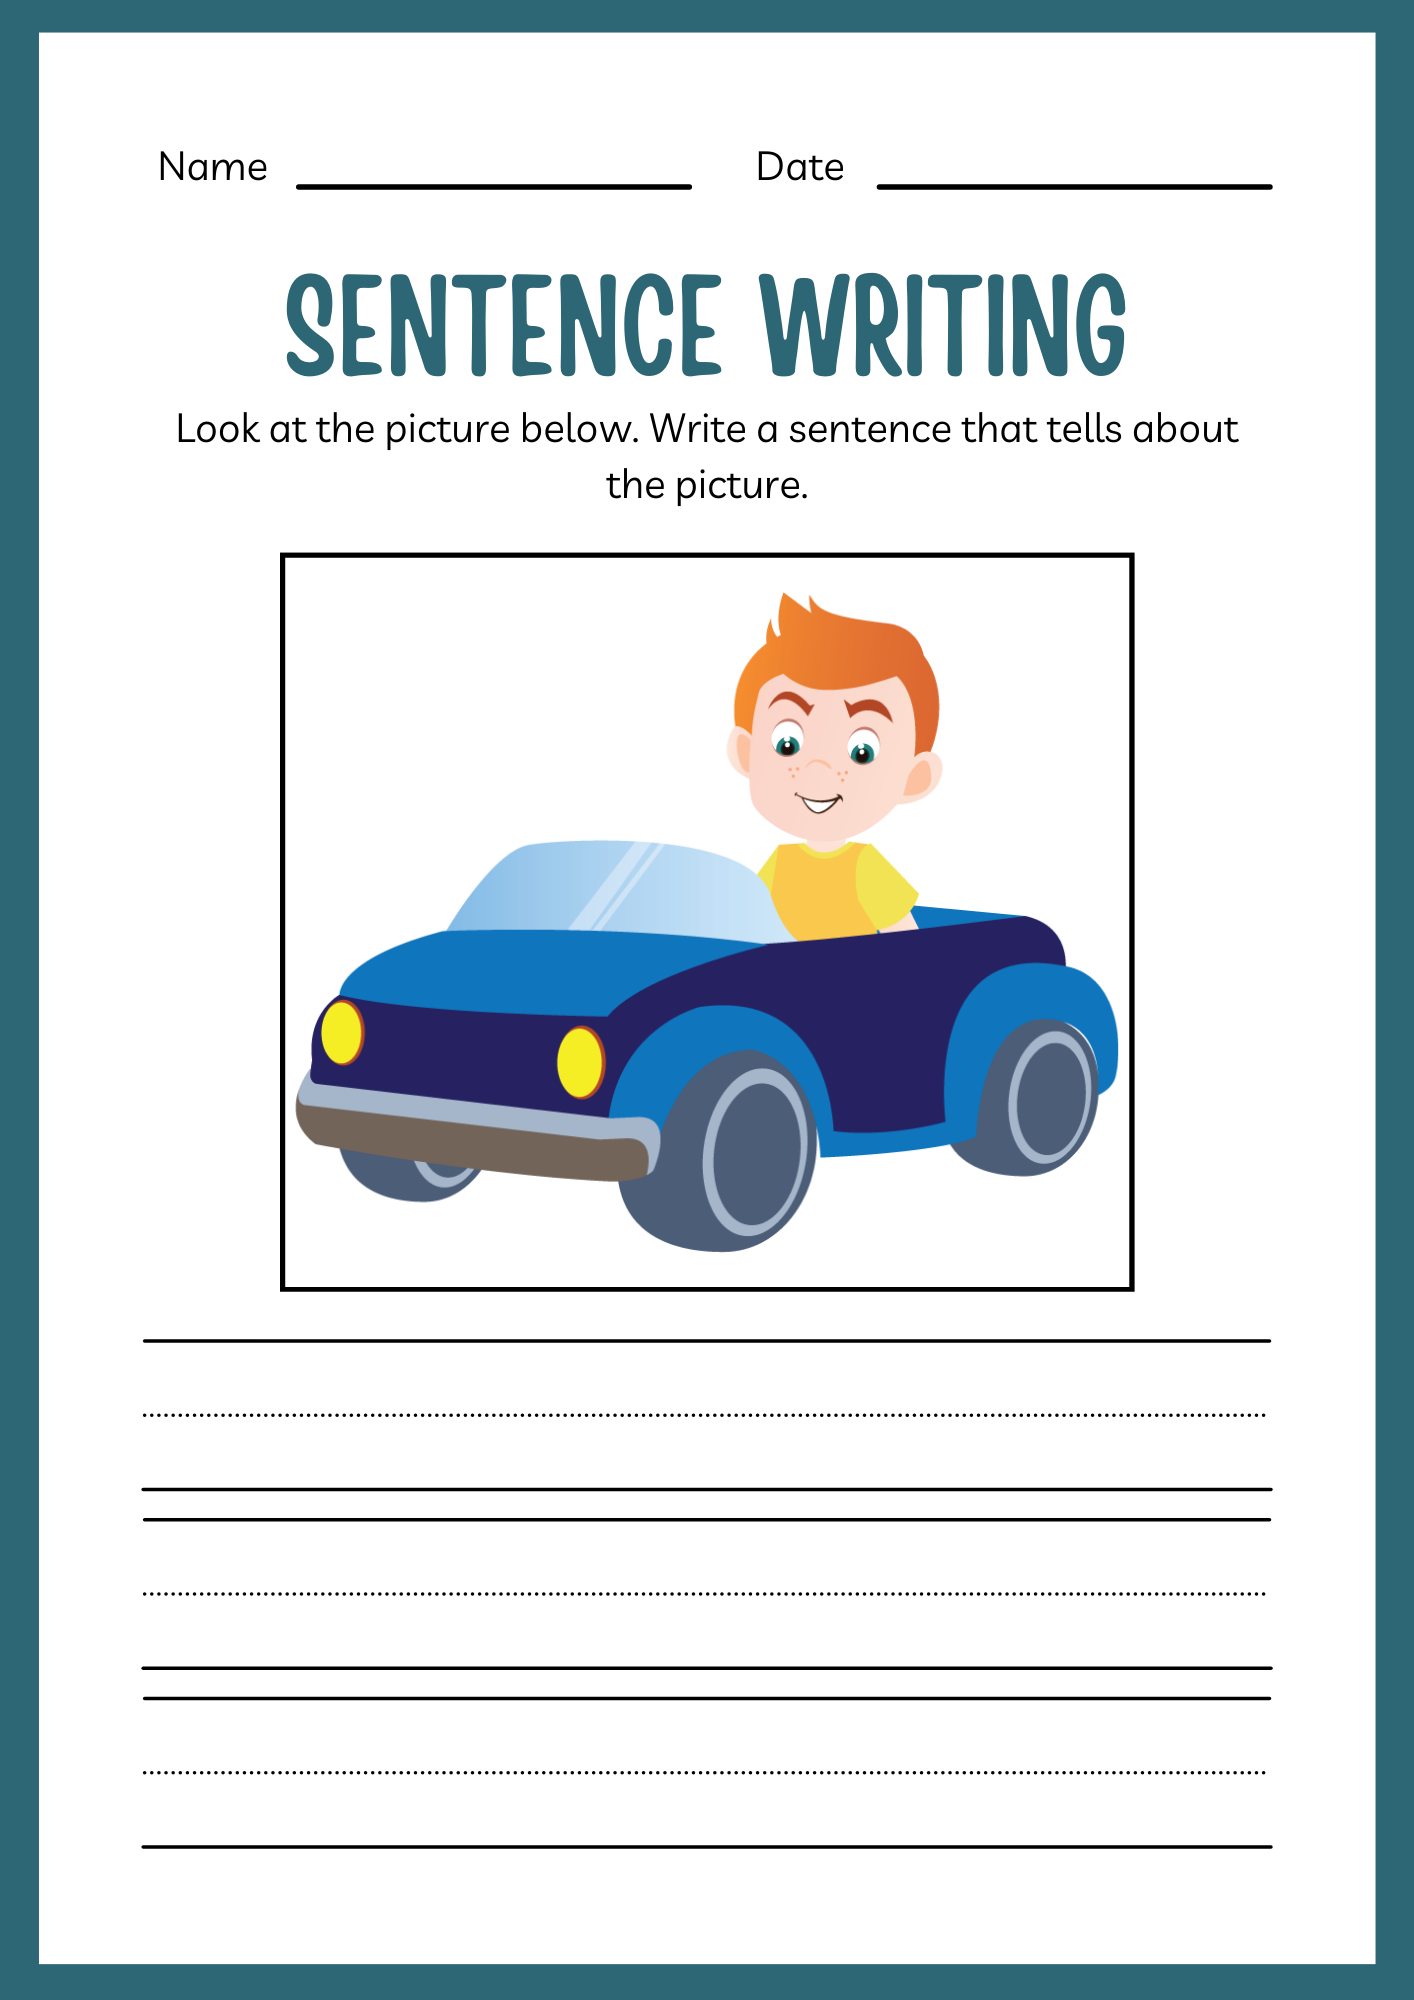 Name Date
SENTENCE WRITING
Look at the picture below. Write a sentence that tells about
the picture.